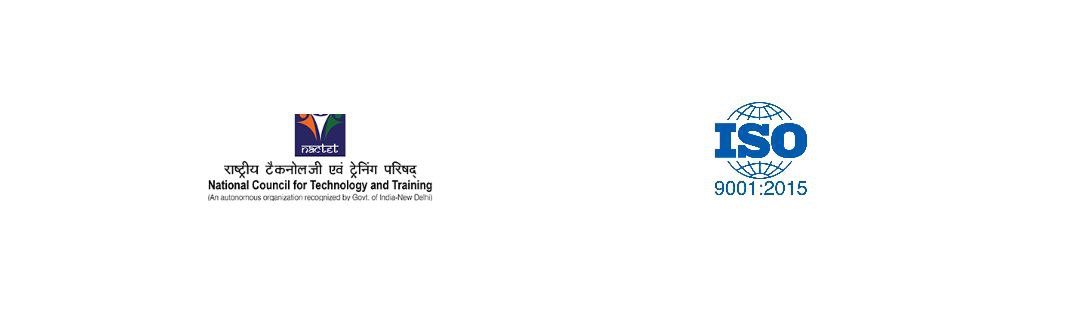 nactet
राष्ट्रीय टैकनोलजी एवं ट्रेनिंग परिषद्
National Council for Technology and Training
(An autonomous organization recognized by Govt. of India-New Delhi)
ISO
9001:2015